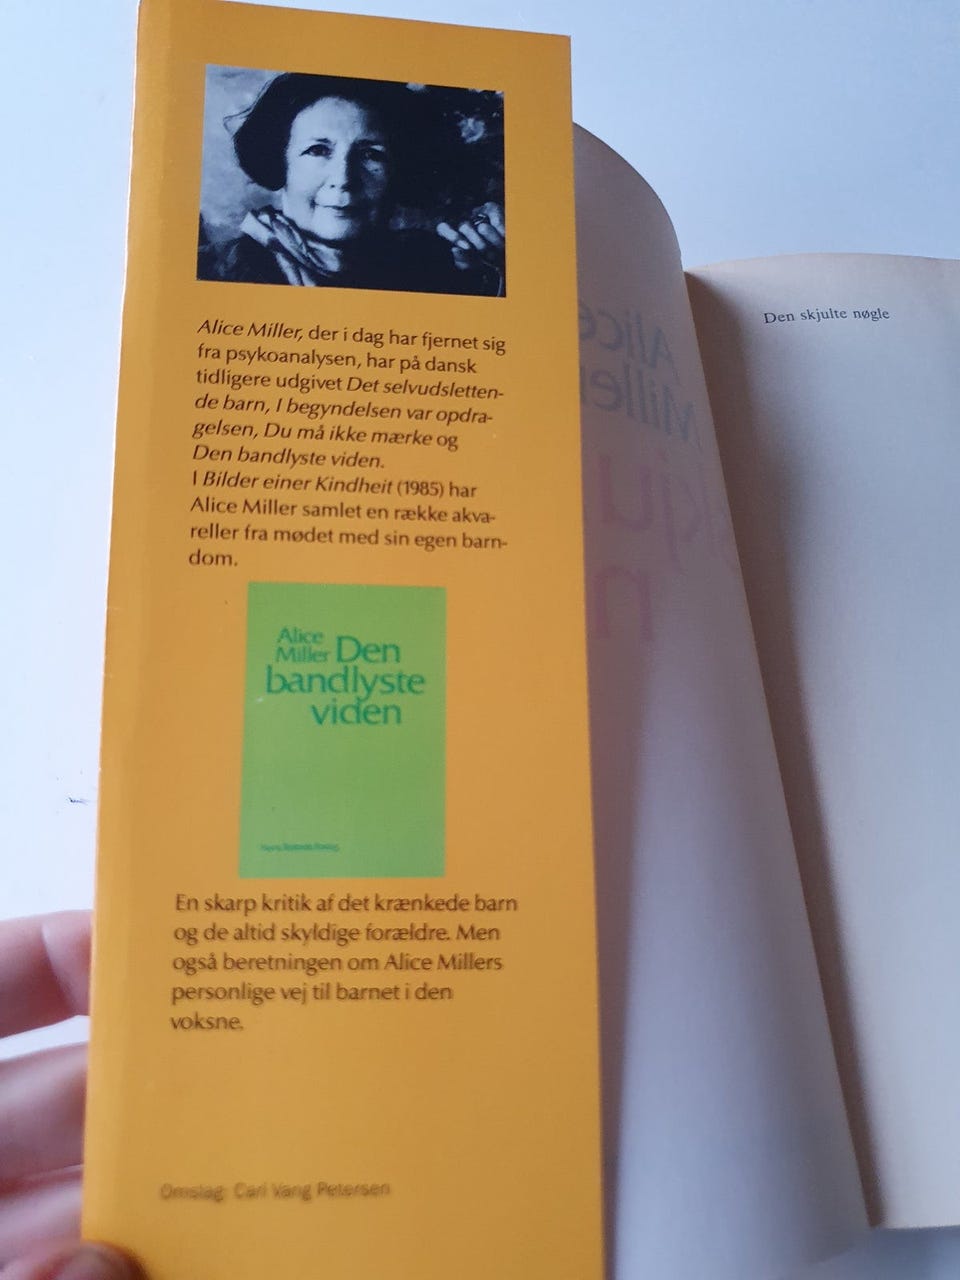 Alice Miller, der i dag har fjernet sig
fra psykoanalysen, har på dansk
tidligere udgivet Det selvudsletten-
de barn, I begyndelsen var opdra-
gelsen, Du må ikke mærke og
Den bandlyste viden.
I Bilder einer Kindheit (1985) har
Alice Miller samlet en række akva-
reller fra mødet med sin egen barn-
dom.
Alice
Miller Den
bandlyste
viden
En skarp kritik af det krænkede barn
og de altid skyldige forældre. Men
også beretningen om Alice Millers
personlige vej til barnet i den
voksne.
Omslag: Carl Vang Petersen
Alice
Miller
skju
n
Den skjulte nøgle